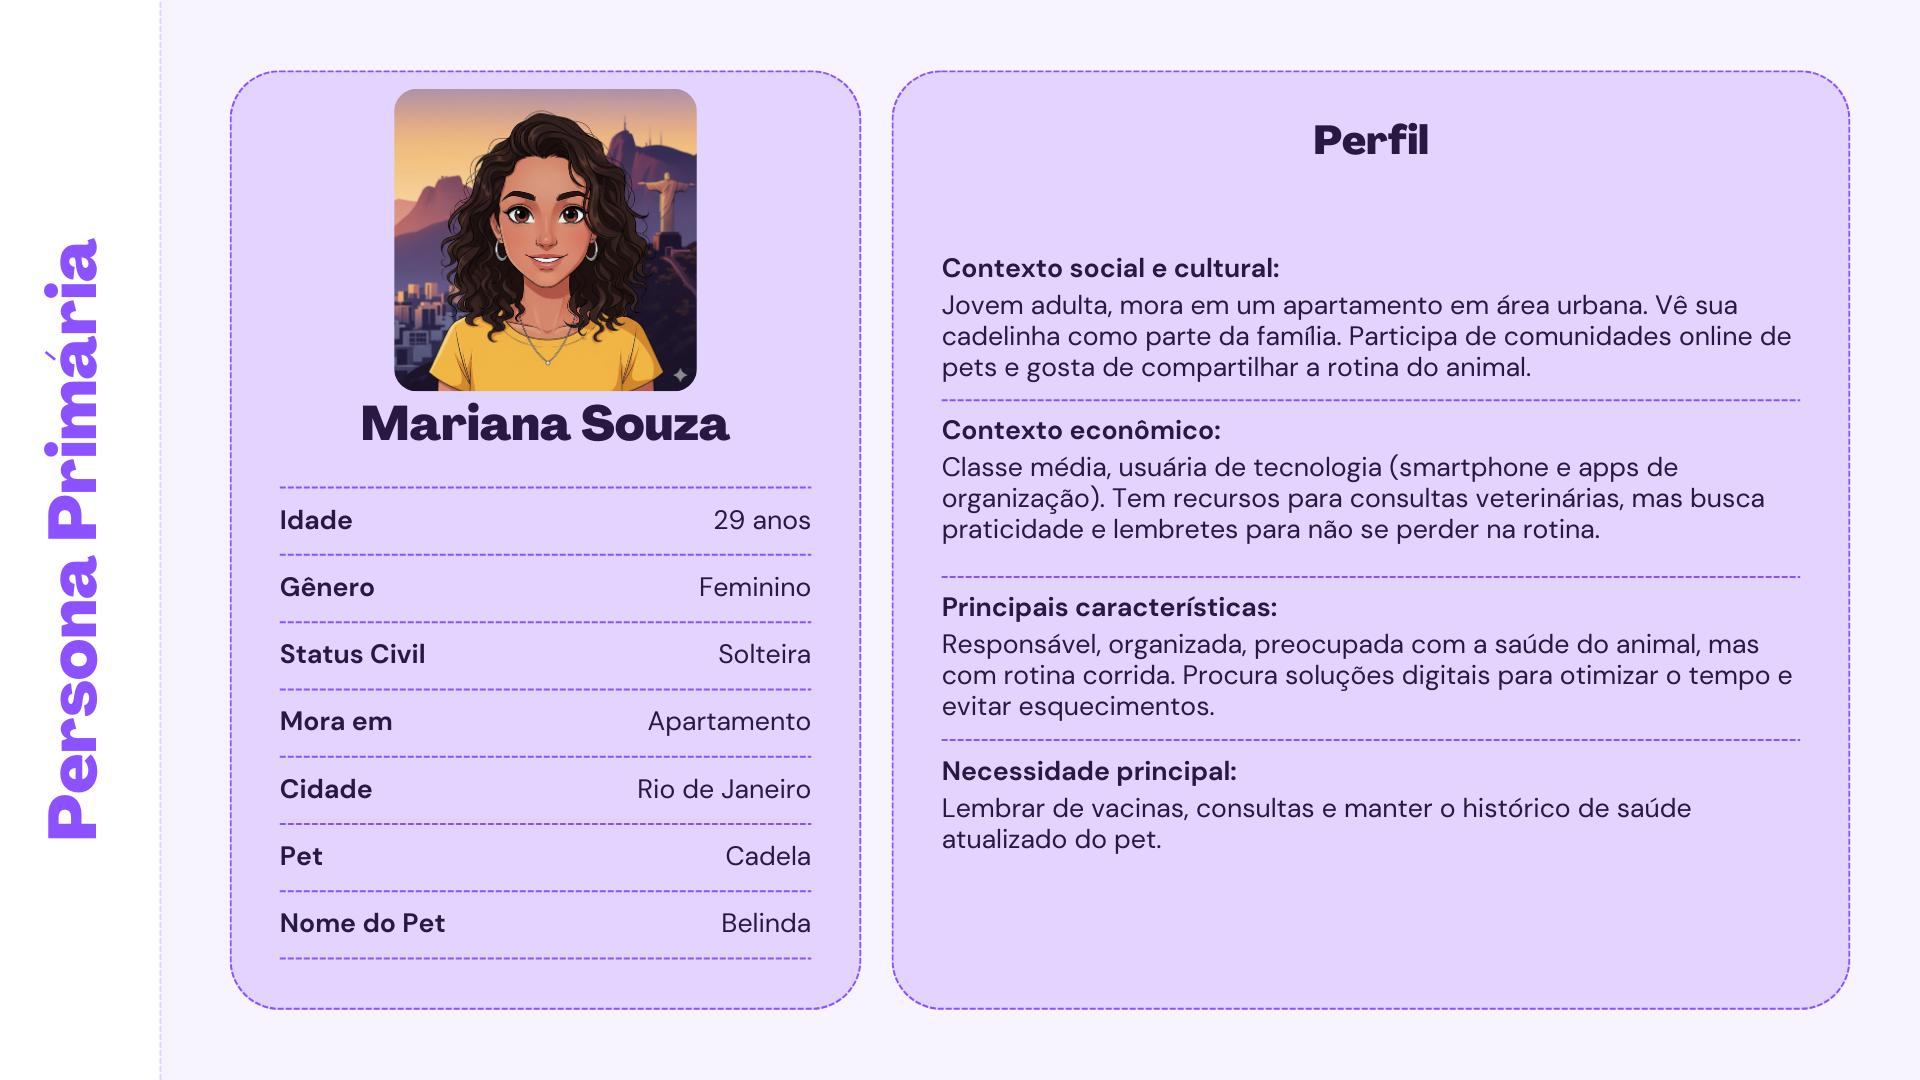 Persona Primária
Mariana Souza
Idade 29 anos
Gênero Feminino
Status Civil Solteira
Mora em Apartamento
Cidade Rio de Janeiro
Pet Cadela
Nome do Pet Belinda
Perfil
Contexto social e cultural:
Jovem adulta, mora em um apartamento em área urbana. Vê sua
cadelinha como parte da família. Participa de comunidades online de
pets e gosta de compartilhar a rotina do animal.
Contexto econômico:
Classe média, usuária de tecnologia (smartphone e apps de
organização). Tem recursos para consultas veterinárias, mas busca
praticidade e lembretes para não se perder na rotina.
Principais características:
Responsável, organizada, preocupada com a saúde do animal, mas
com rotina corrida. Procura soluções digitais para otimizar o tempo e
evitar esquecimentos.
Necessidade principal:
Lembrar de vacinas, consultas e manter o histórico de saúde
atualizado do pet.